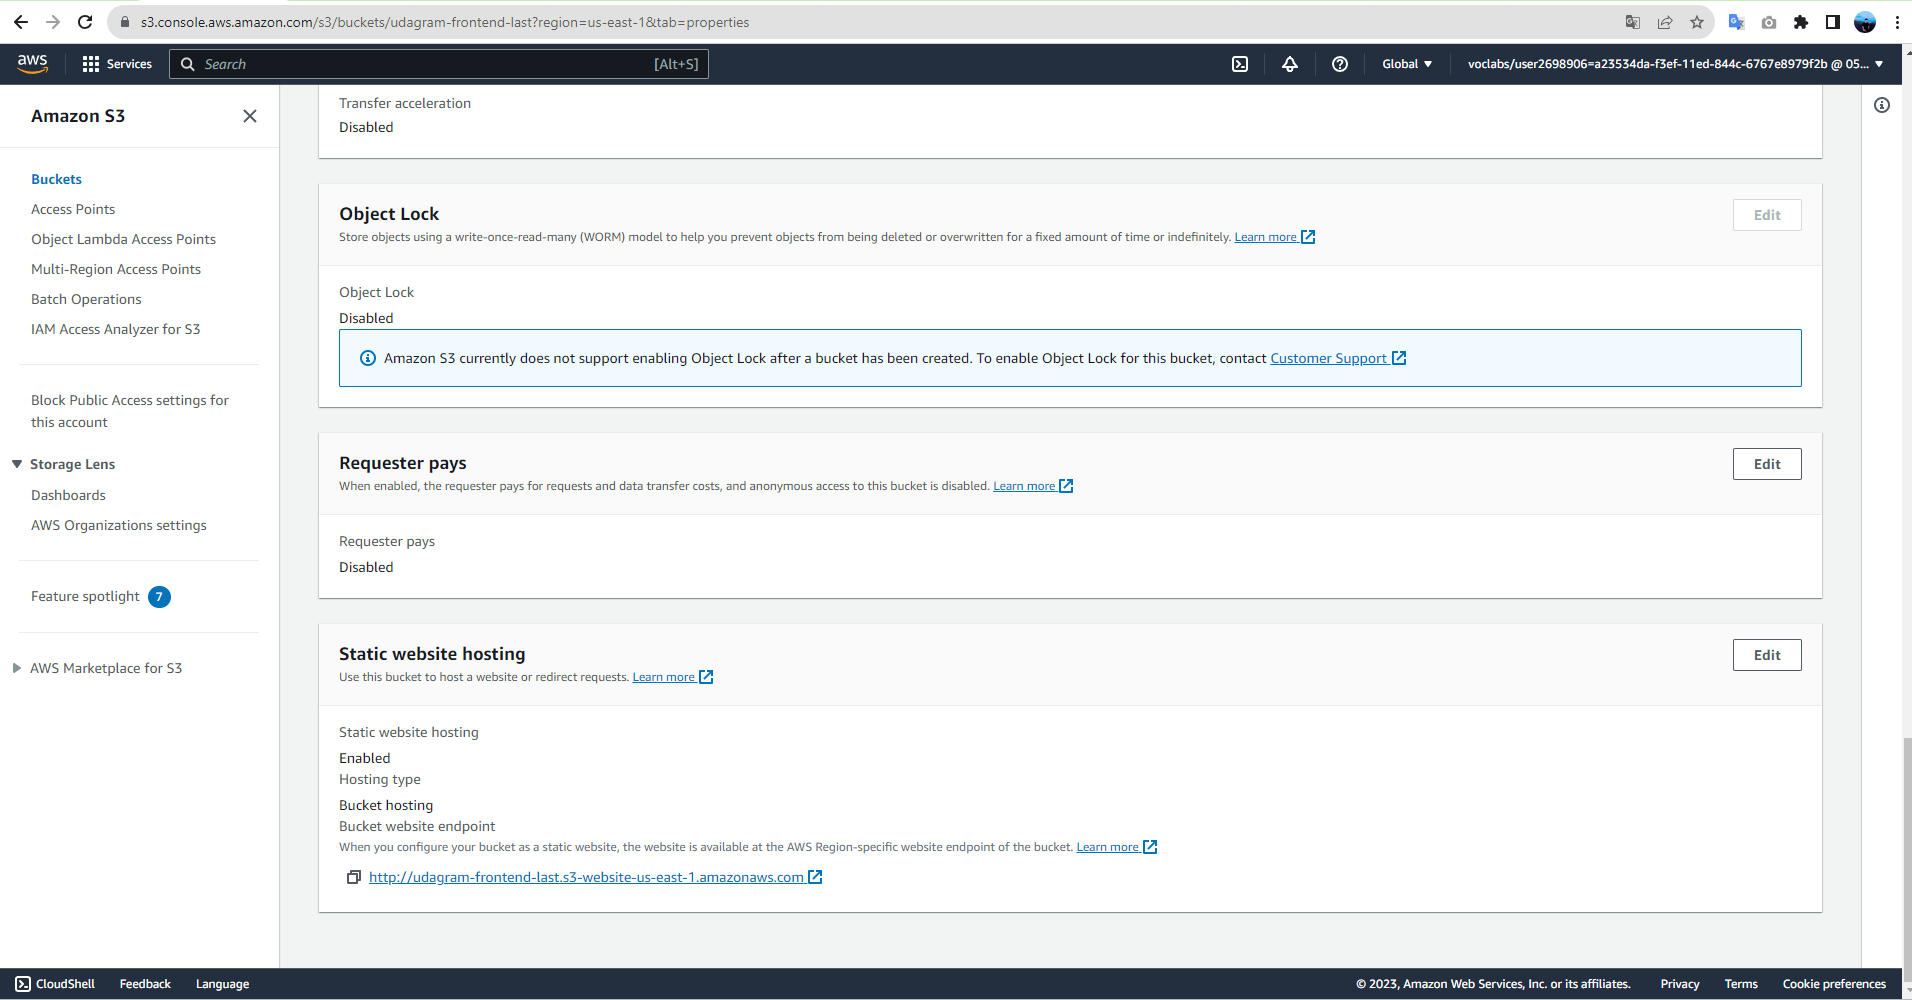 s3.console.aws.amazon.com/s3/buckets/udagram-frontend-last?region=us-east-1&tab=properties
aws
Services
Search
[Alt+S]
Global
voclabs/user2698906=a23534da-f3ef-11ed-844c-6767e8979f2b @ 05...
Amazon S3
Buckets
Access Points
Object Lambda Access Points
Multi-Region Access Points
Batch Operations
IAM Access Analyzer for S3
Block Public Access settings for
this account
Storage Lens
Dashboards
AWS Organizations settings
Feature spotlight 7
AWS Marketplace for S3
Transfer acceleration
Disabled
Object Lock
Edit
Store objects using a write-once-read-many (WORM) model to help you prevent objects from being deleted or overwritten for a fixed amount of time or indefinitely. Learn more
Object Lock
Disabled
Amazon S3 currently does not support enabling Object Lock after a bucket has been created. To enable Object Lock for this bucket, contact Customer Support
Requester pays
Edit
When enabled, the requester pays for requests and data transfer costs, and anonymous access to this bucket is disabled. Learn more
Requester pays
Disabled
Static website hosting
Edit
Use this bucket to host a website or redirect requests. Learn more
Static website hosting
Enabled
Hosting type
Bucket hosting
Bucket website endpoint
When you configure your bucket as a static website, the website is available at the AWS Region-specific website endpoint of the bucket. Learn more
http://udagram-frontend-last.s3-website-us-east-1.amazonaws.com
CloudShell
Feedback
Language
© 2023, Amazon Web Services, Inc. or its affiliates.
Privacy
Terms
Cookie preferences